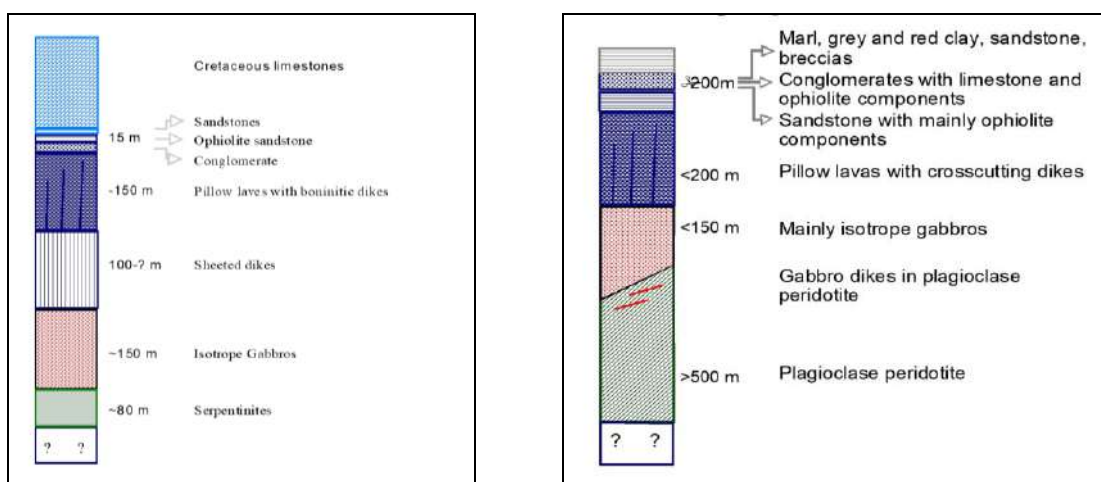 Cretaceous limestones
Sandstones
15 m
Ophiolite sandstone
Conglomerate
-150 m
Pillow laves with boninitic dikes
100-? m
Sheeted dikes
~150 m
Isotrope Gabbros
~80 m
Serpentinites
? ?
Marl, grey and red clay, sandstone,
breccias
>200m
Conglomerates with limestone and
ophiolite components
Sandstone with mainly ophiolite
components
<200 m
Pillow lavas with crosscutting dikes
<150 m
Mainly isotrope gabbros
Gabbro dikes in plagioclase
peridotite
>500 m
Plagioclase peridotite
? ?